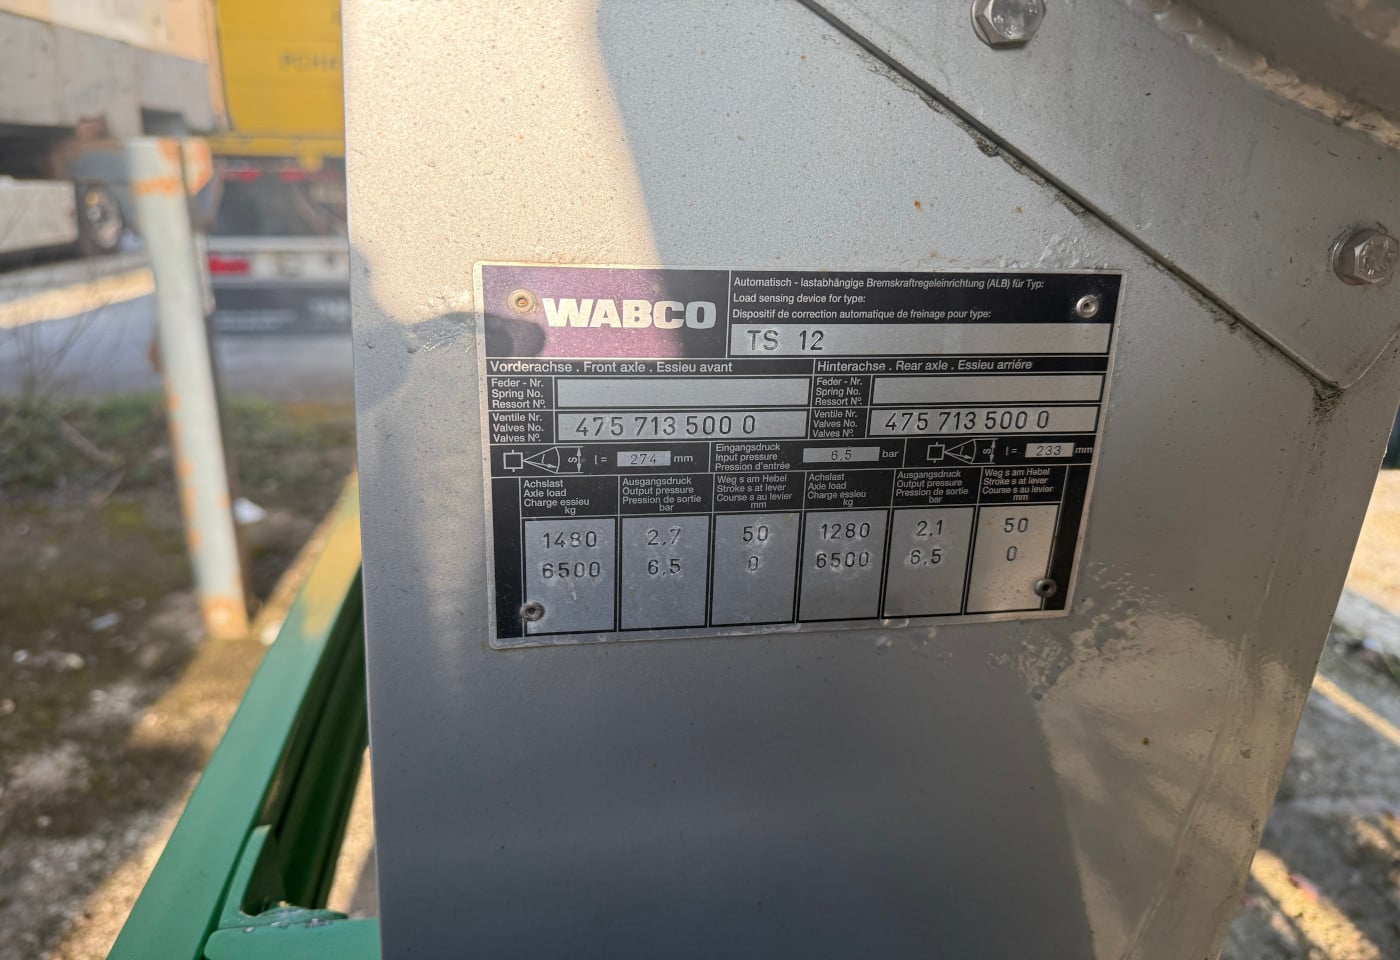 WABCO
Automatisch - lastabhängige Bremskraftregeleinrichtung (ALB) für Typ:
Load sensing device for type:
Dispositif de correction automatique de freinage pour type:
TS 12
Vorderachse . Front axle . Essieu avant
Hinterachse . Rear axle . Essieu arriére
Feder - Nr.
Spring No.
Ressort Nº.
Feder - Nr.
Spring No.
Ressort Nº.
Ventile Nr.
Valves No.
Valves Nº.
475 713 500 0
Ventile Nr.
Valves No.
Valves Nº.
475 713 500 0
S
l = 274 mm
Eingangsdruck
Input pressure
Pression d'entrée
6.5 bar
S
l = 233 mm
Achslast
Axle load
Charge essieu
kg
Ausgangsdruck
Output pressure
Pression de sortie
bar
Weg s am Hebel
Stroke s at lever
Course s au levier
mm
Achslast
Axle load
Charge essieu
kg
Ausgangsdruck
Output pressure
Pression de sortie
bar
Weg s am Hebel
Stroke s at lever
Course s au levier
mm
1480 2.7 50 1280 2.1 50
6500 6.5 0 6500 6.5 0